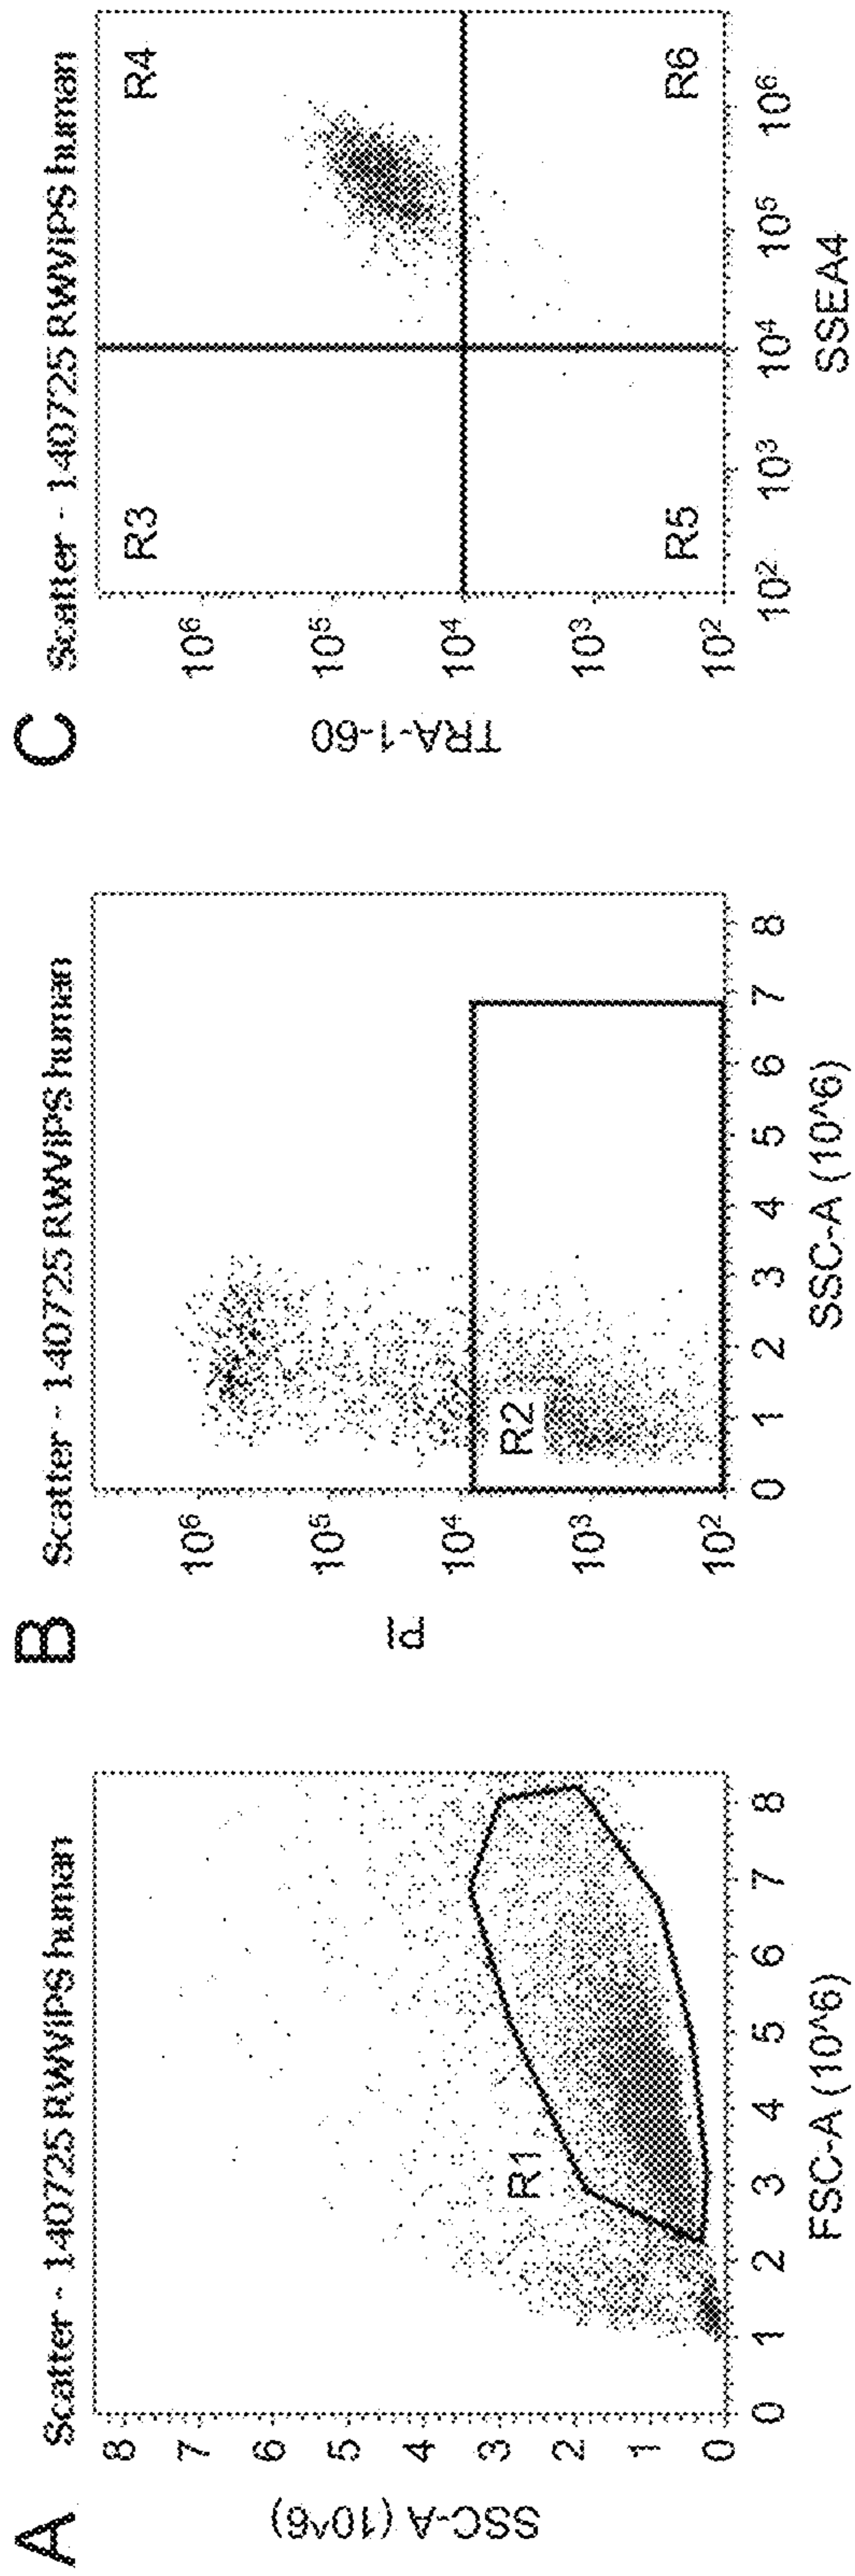 A
Scatter - 140725 RWViPS human
SSC-A (10^6)
8
7
6
5
4
3
2
1
0
R1
0 1 2 3 4 5 6 7 8
FSC-A (10^6)
B
Scatter - 140725 RWViPS human
PI
10⁶
10⁵
10⁴
10³
10²
R2
0 1 2 3 4 5 6 7 8
SSC-A (10^6)
C
Scatter - 140725 RWViPS human
TRA-1-60
10⁶
10⁵
10⁴
10³
10²
R3 R4
R5 R6
10² 10³ 10⁴ 10⁵ 10⁶
SSEA4